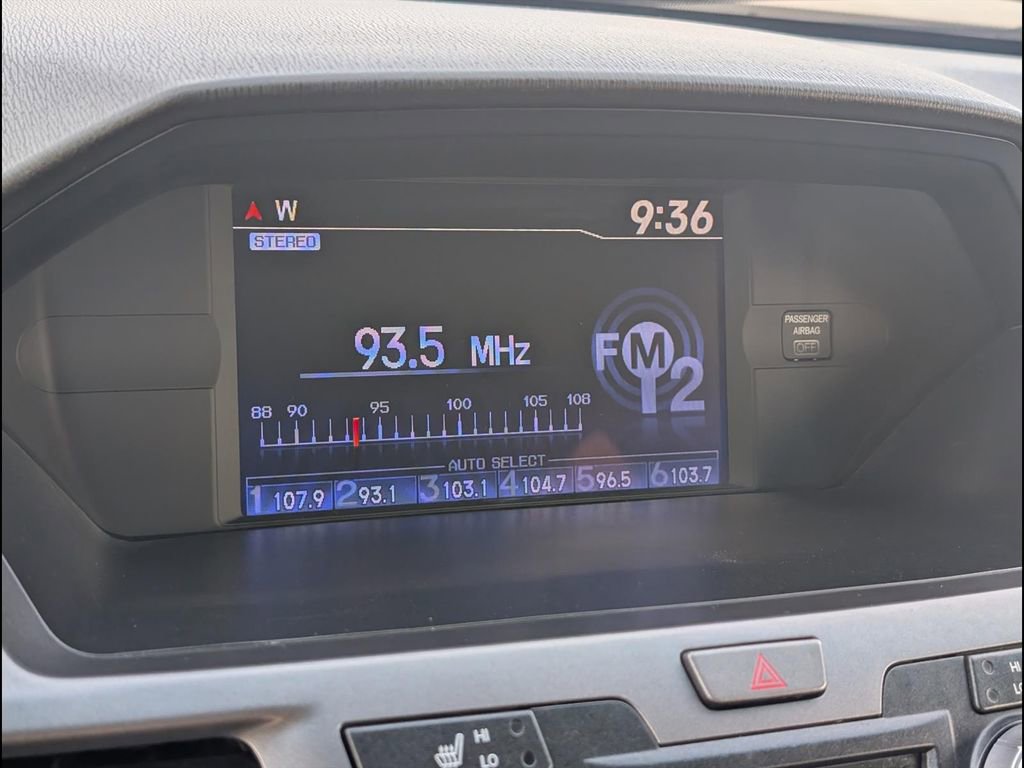 W 9:36
STEREO
93.5 MHz
FM2
88 90 95 100 105 108
AUTO SELECT
1 107.9 2 93.1 3 103.1 4 104.7 5 96.5 6 103.7
PASSENGER
AIRBAG
OFF
HI
LO
HI
LO